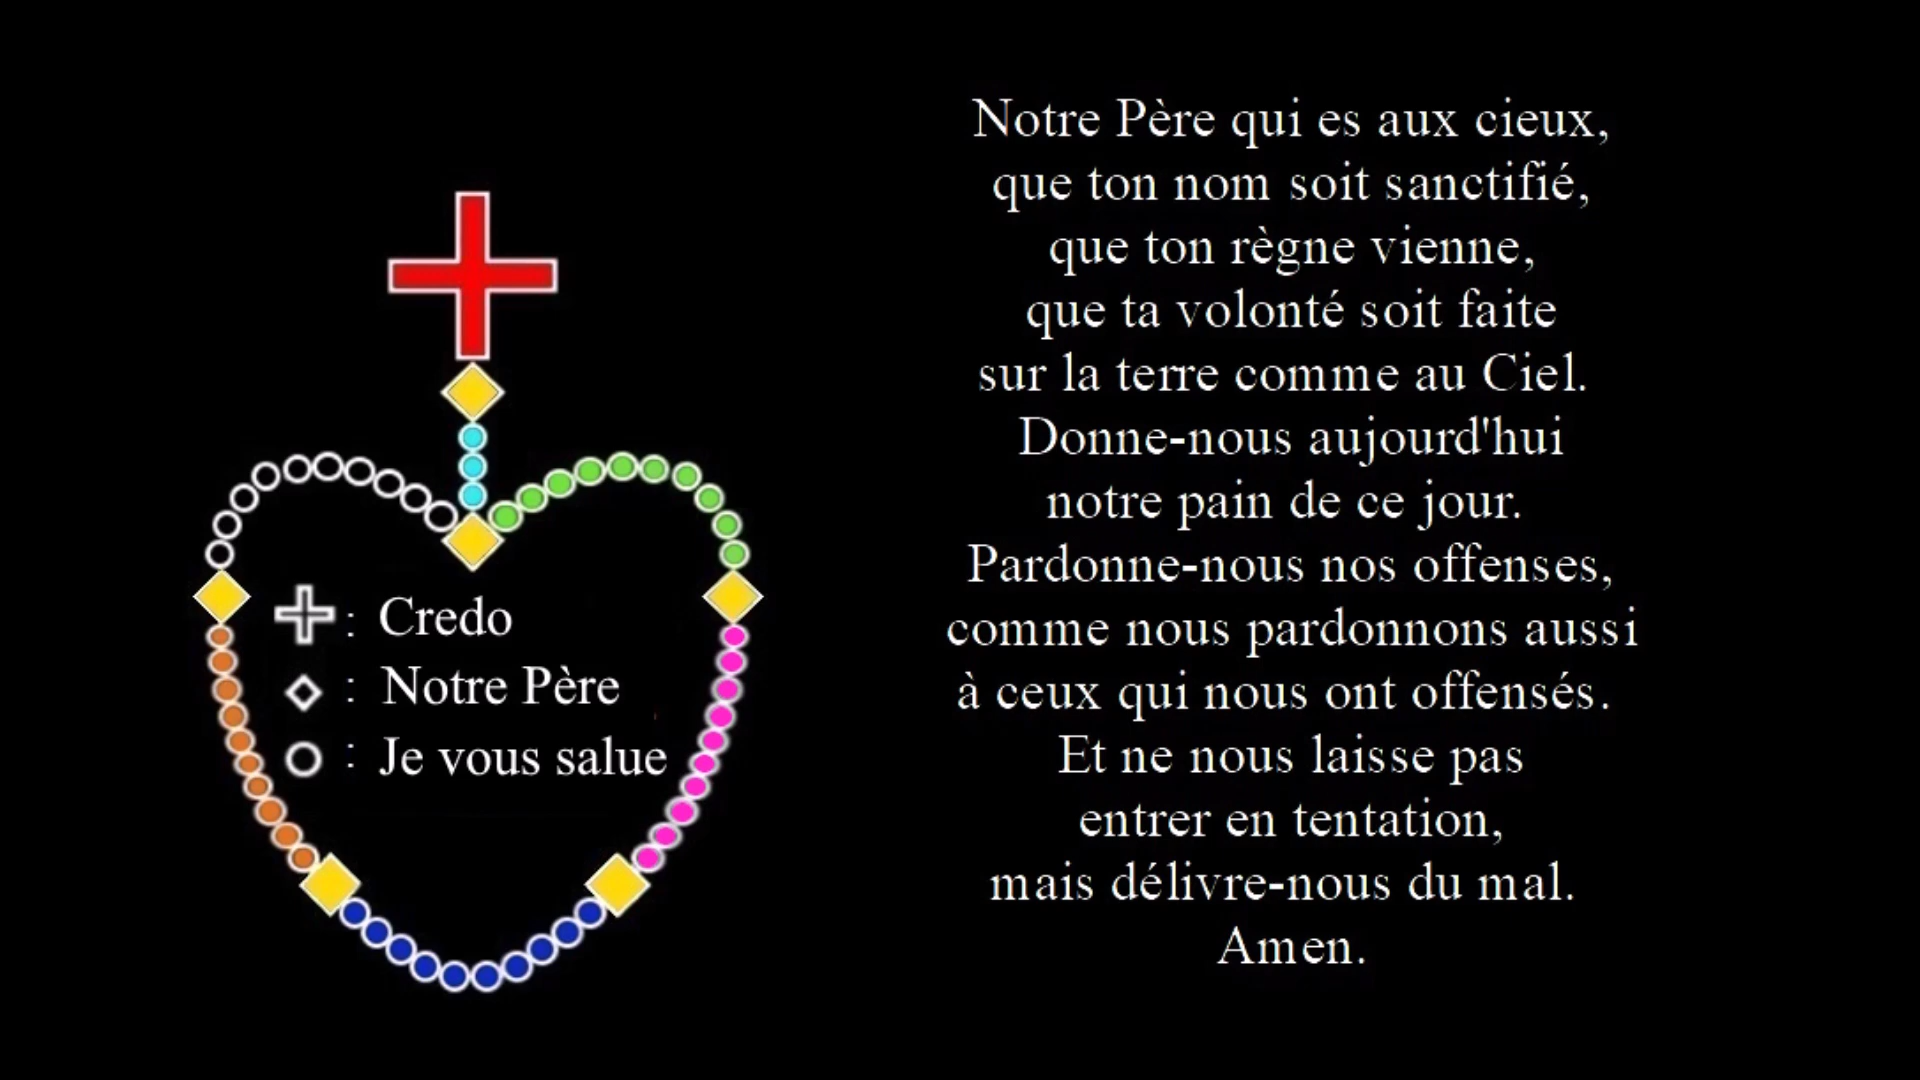 : Credo
: Notre Père
: Je vous salue
Notre Père qui es aux cieux,
que ton nom soit sanctifié,
que ton règne vienne,
que ta volonté soit faite
sur la terre comme au Ciel.
Donne-nous aujourd'hui
notre pain de ce jour.
Pardonne-nous nos offenses,
comme nous pardonnons aussi
à ceux qui nous ont offensés.
Et ne nous laisse pas
entrer en tentation,
mais délivre-nous du mal.
Amen.